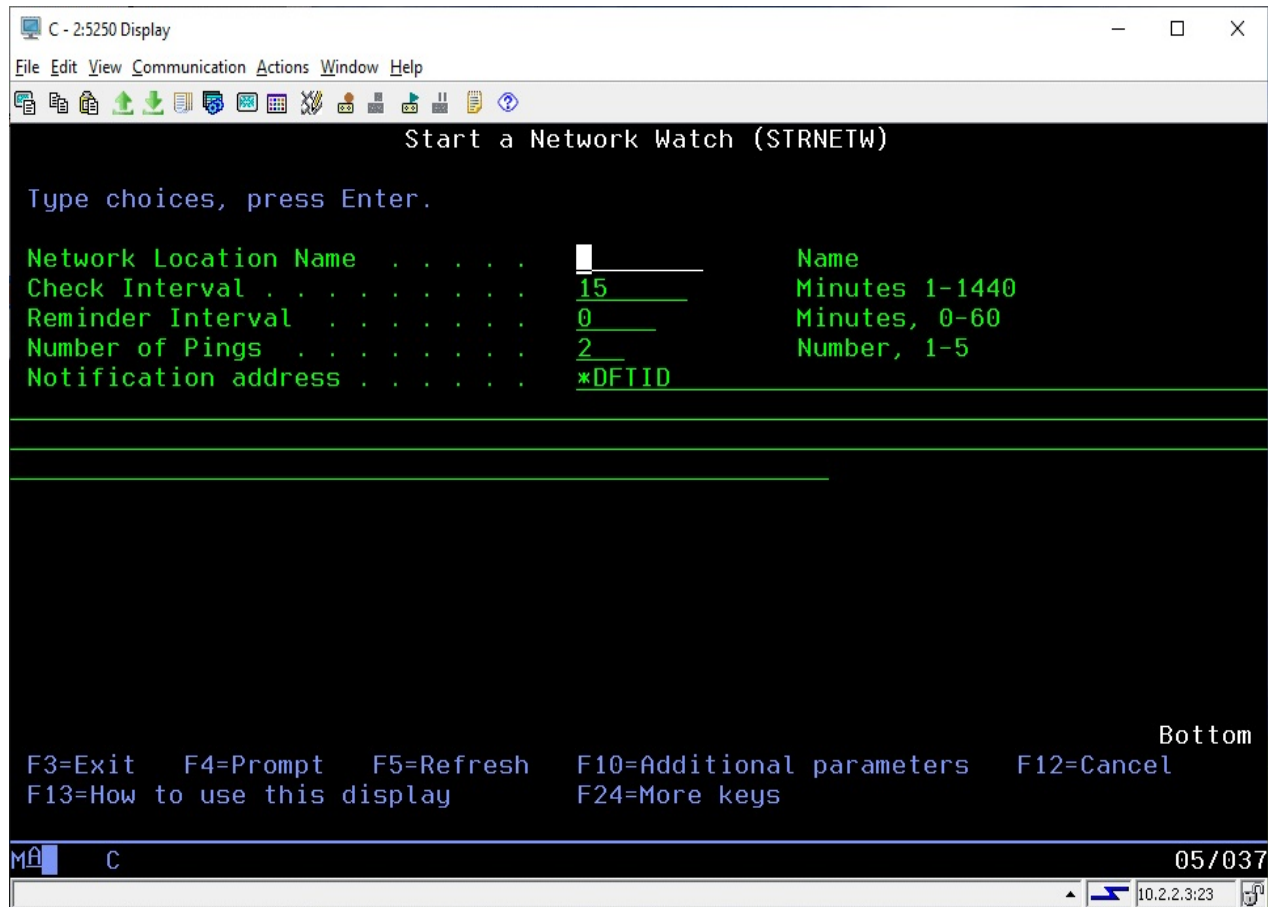 C - 2:5250 Display
File Edit View Communication Actions Window Help
Start a Network Watch (STRNETW)
Type choices, press Enter.
Network Location Name . . . . . Name
Check Interval . . . . . . . . . 15 Minutes 1-1440
Reminder Interval . . . . . . . 0 Minutes, 0-60
Number of Pings . . . . . . . . 2 Number, 1-5
Notification address . . . . . . *DFTID
Bottom
F3=Exit F4=Prompt F5=Refresh F10=Additional parameters F12=Cancel
F13=How to use this display F24=More keys
MA C 05/037
10.2.2.3:23